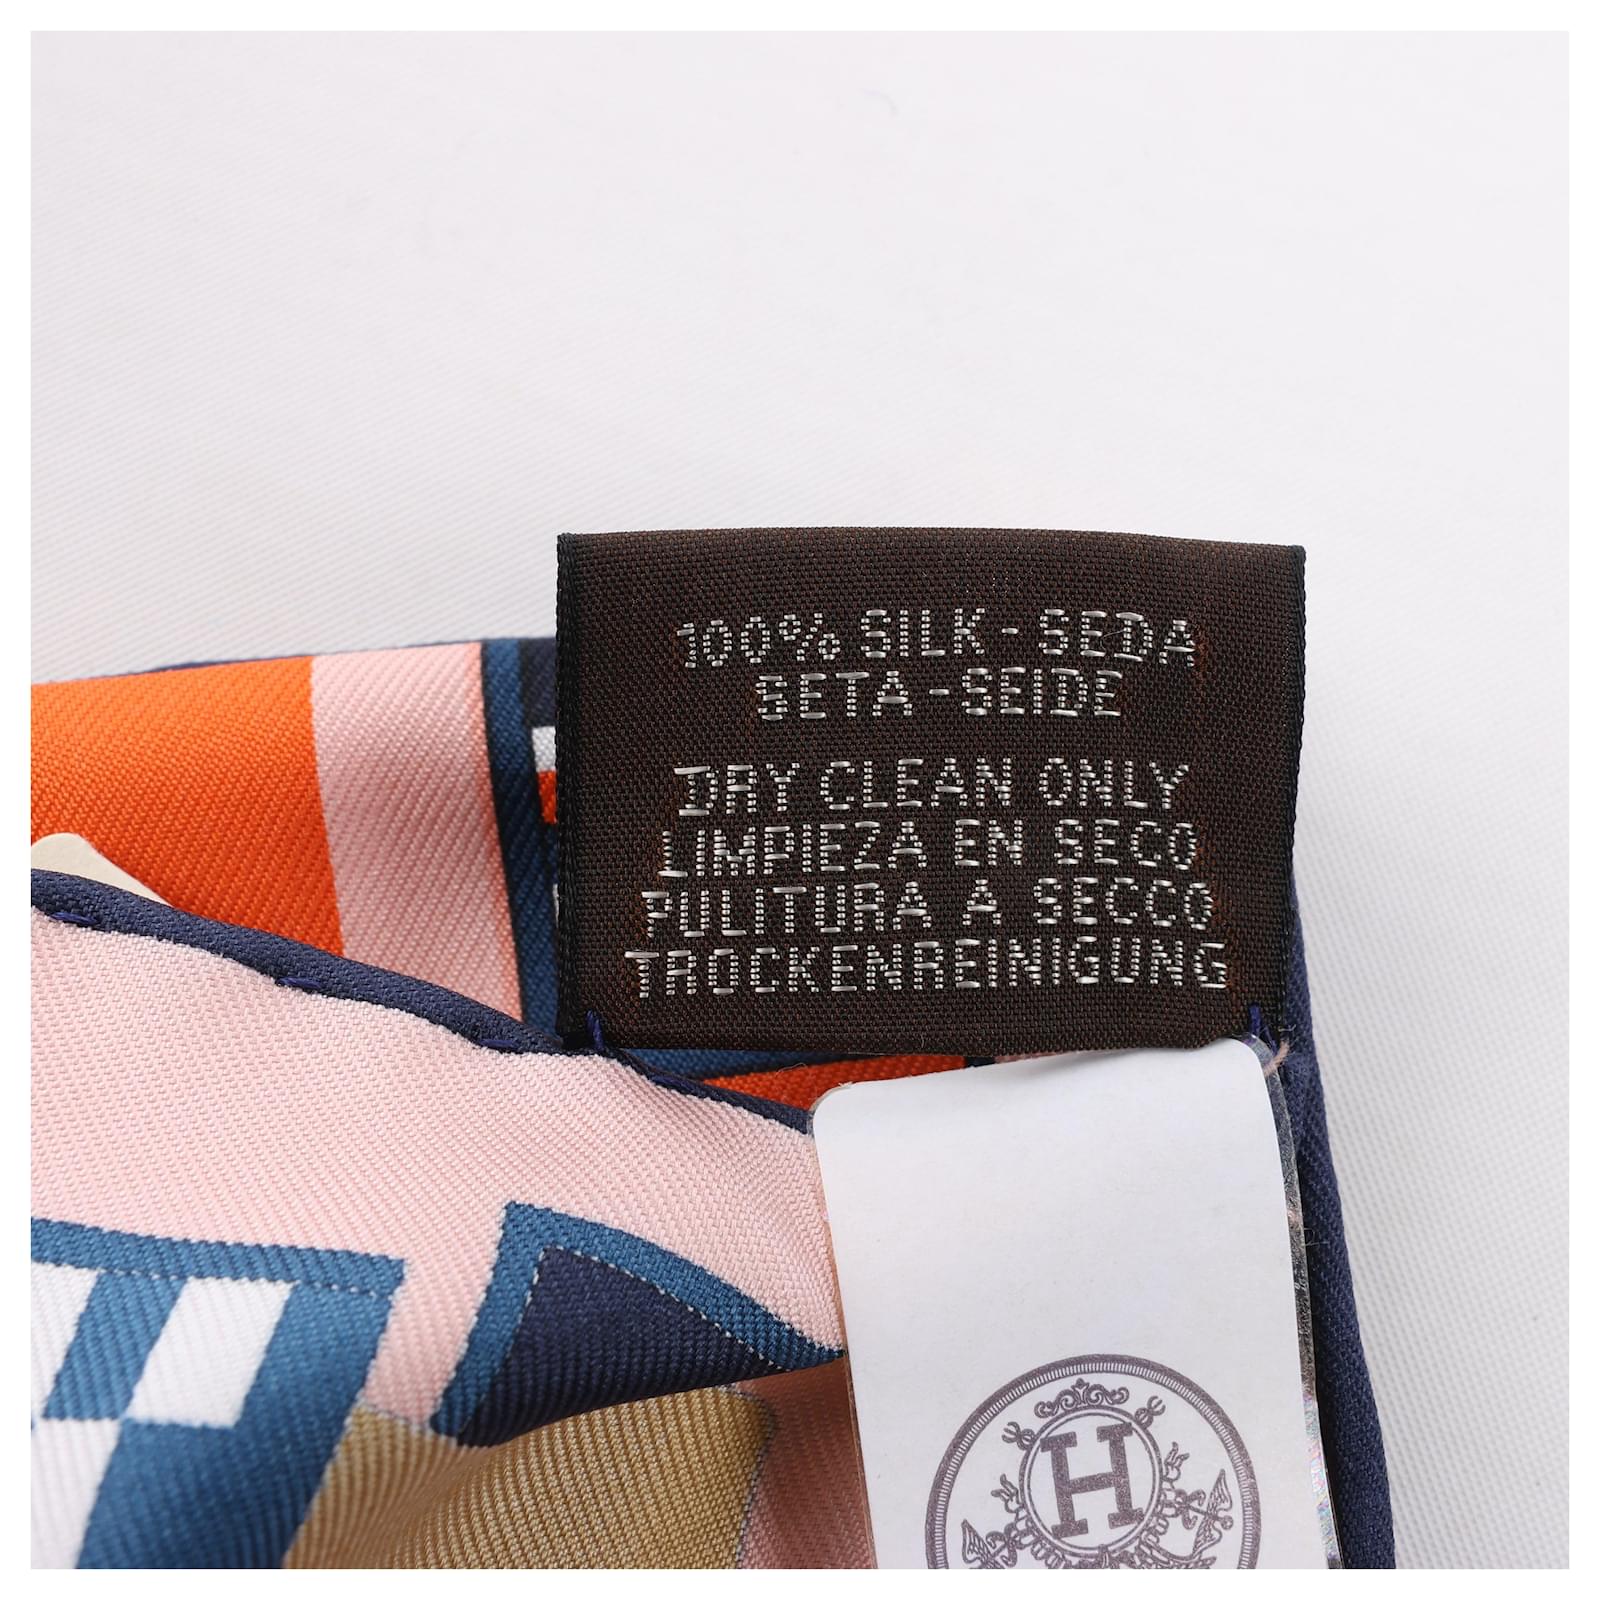 100% SILK - SEDA
SETA - SEIDE
DRY CLEAN ONLY
LIMPIEZA EN SECO
PULITURA A SECCO
TROCKENREINIGUNG
H